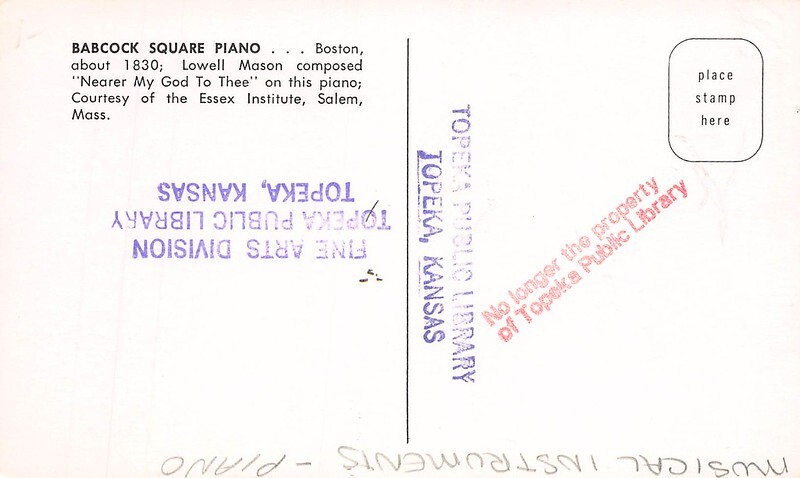 BABCOCK SQUARE PIANO . . . Boston,
about 1830; Lowell Mason composed
"Nearer My God To Thee" on this piano;
Courtesy of the Essex Institute, Salem,
Mass.
place
stamp
here
FINE ARTS DIVISION
TOPEKA PUBLIC LIBRARY
TOPEKA, KANSAS
TOPEKA PUBLIC LIBRARY
TOPEKA, KANSAS
No longer the property
of Topeka Public Library
MUSICAL INSTRUMENTS - PIANO